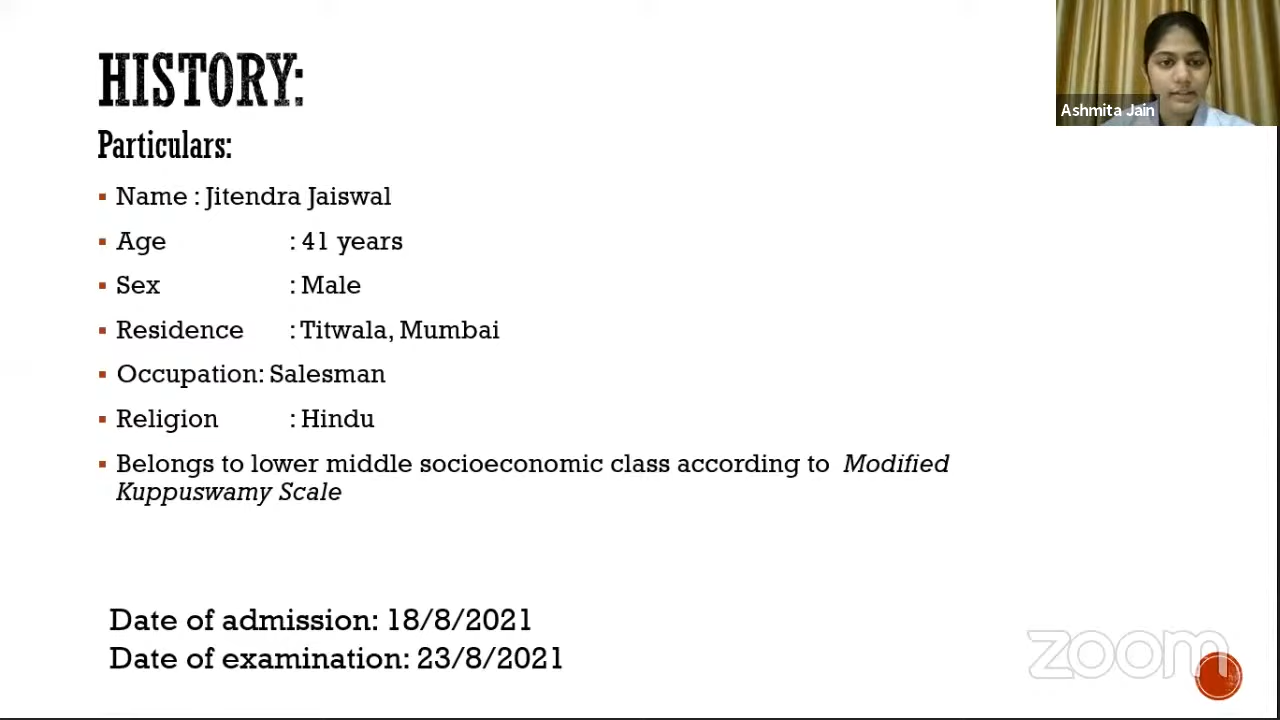 HISTORY:
Particulars:
Name : Jitendra Jaiswal
Age : 41 years
Sex : Male
Residence : Titwala, Mumbai
Occupation: Salesman
Religion : Hindu
Belongs to lower middle socioeconomic class according to Modified
Kuppuswamy Scale
Date of admission: 18/8/2021
Date of examination: 23/8/2021
Ashmita Jain
zoom